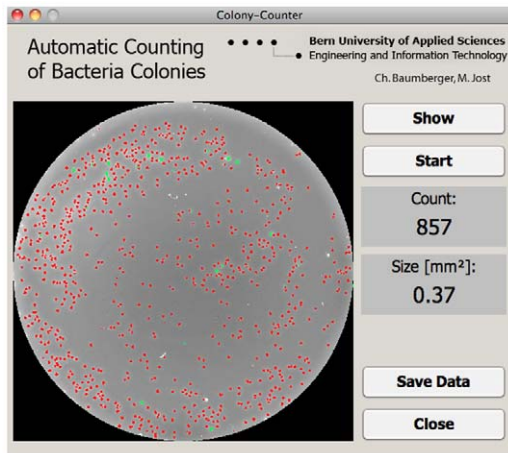 Colony-Counter
Automatic Counting
of Bacteria Colonies
Bern University of Applied Sciences
Engineering and Information Technology
Ch. Baumberger, M. Jost
Show
Start
Count:
857
Size [mm²]:
0.37
Save Data
Close